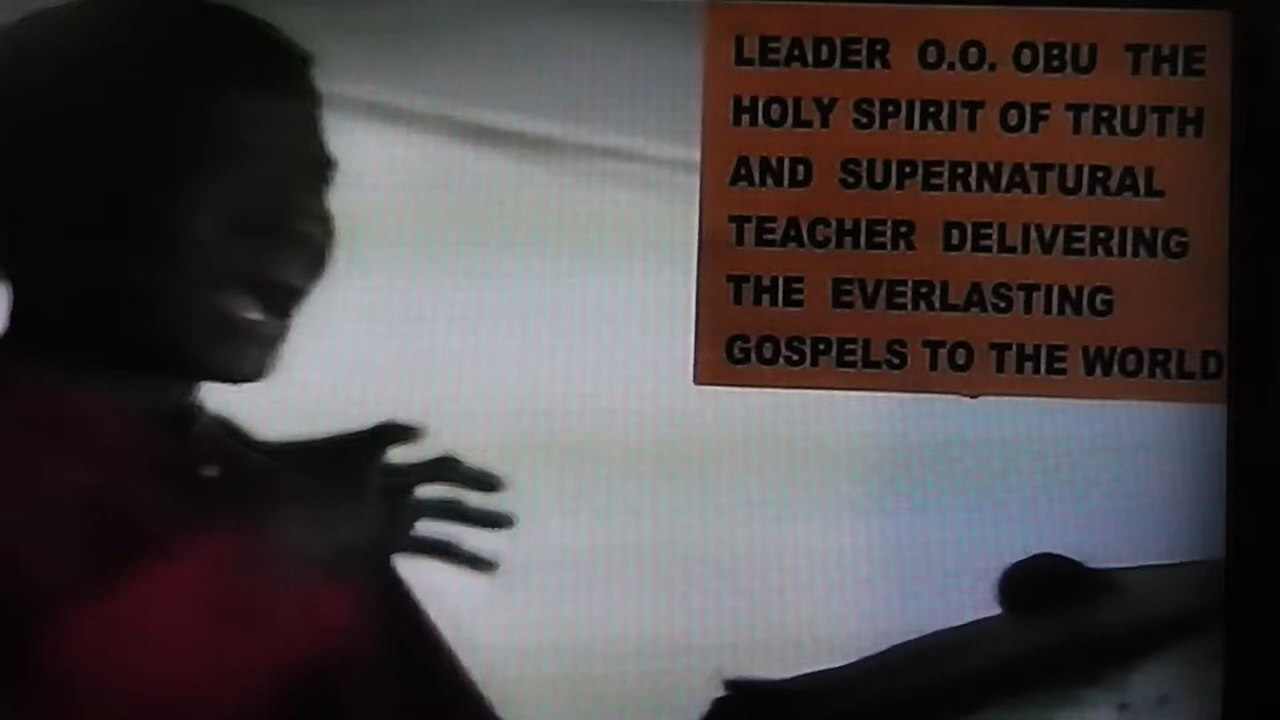 LEADER O.O. OBU THE
HOLY SPIRIT OF TRUTH
AND SUPERNATURAL
TEACHER DELIVERING
THE EVERLASTING
GOSPELS TO THE WORLD